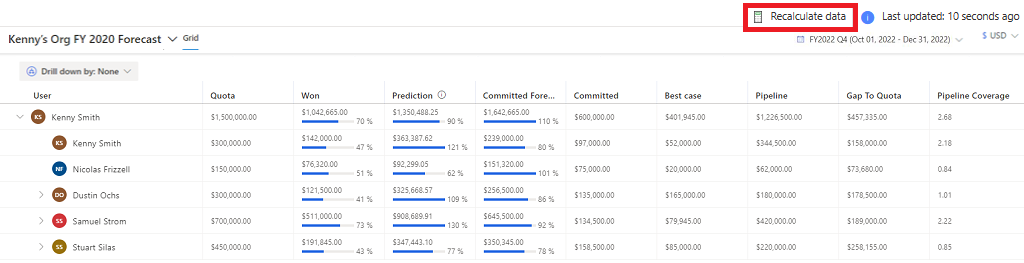 Recalculate data i Last updated: 10 seconds ago
Kenny's Org FY 2020 Forecast Grid FY2022 Q4 (Oct 01, 2022 - Dec 31, 2022) $ USD
Drill down by: None
User Quota Won Prediction Committed Fore... Committed Best case Pipeline Gap To Quota Pipeline Coverage
KS Kenny Smith $1,500,000.00 $1,042,665.00 70 % $1,350,488.25 90 % $1,642,665.00 110 % $600,000.00 $401,945.00 $1,226,500.00 $457,335.00 2.68
KS Kenny Smith $300,000.00 $142,000.00 47 % $363,387.62 121 % $239,000.00 80 % $97,000.00 $52,000.00 $344,500.00 $158,000.00 2.18
NF Nicolas Frizzell $150,000.00 $76,320.00 51 % $92,299.05 62 % $151,320.00 101 % $75,000.00 $20,000.00 $62,000.00 $73,680.00 0.84
DO Dustin Ochs $300,000.00 $121,500.00 41 % $325,668.57 109 % $256,500.00 86 % $135,000.00 $165,000.00 $180,000.00 $178,500.00 1.01
SS Samuel Strom $700,000.00 $511,000.00 73 % $908,689.91 130 % $645,500.00 92 % $134,500.00 $79,945.00 $420,000.00 $189,000.00 2.22
SS Stuart Silas $450,000.00 $191,845.00 43 % $347,443.10 77 % $350,345.00 78 % $158,500.00 $85,000.00 $220,000.00 $258,155.00 0.85